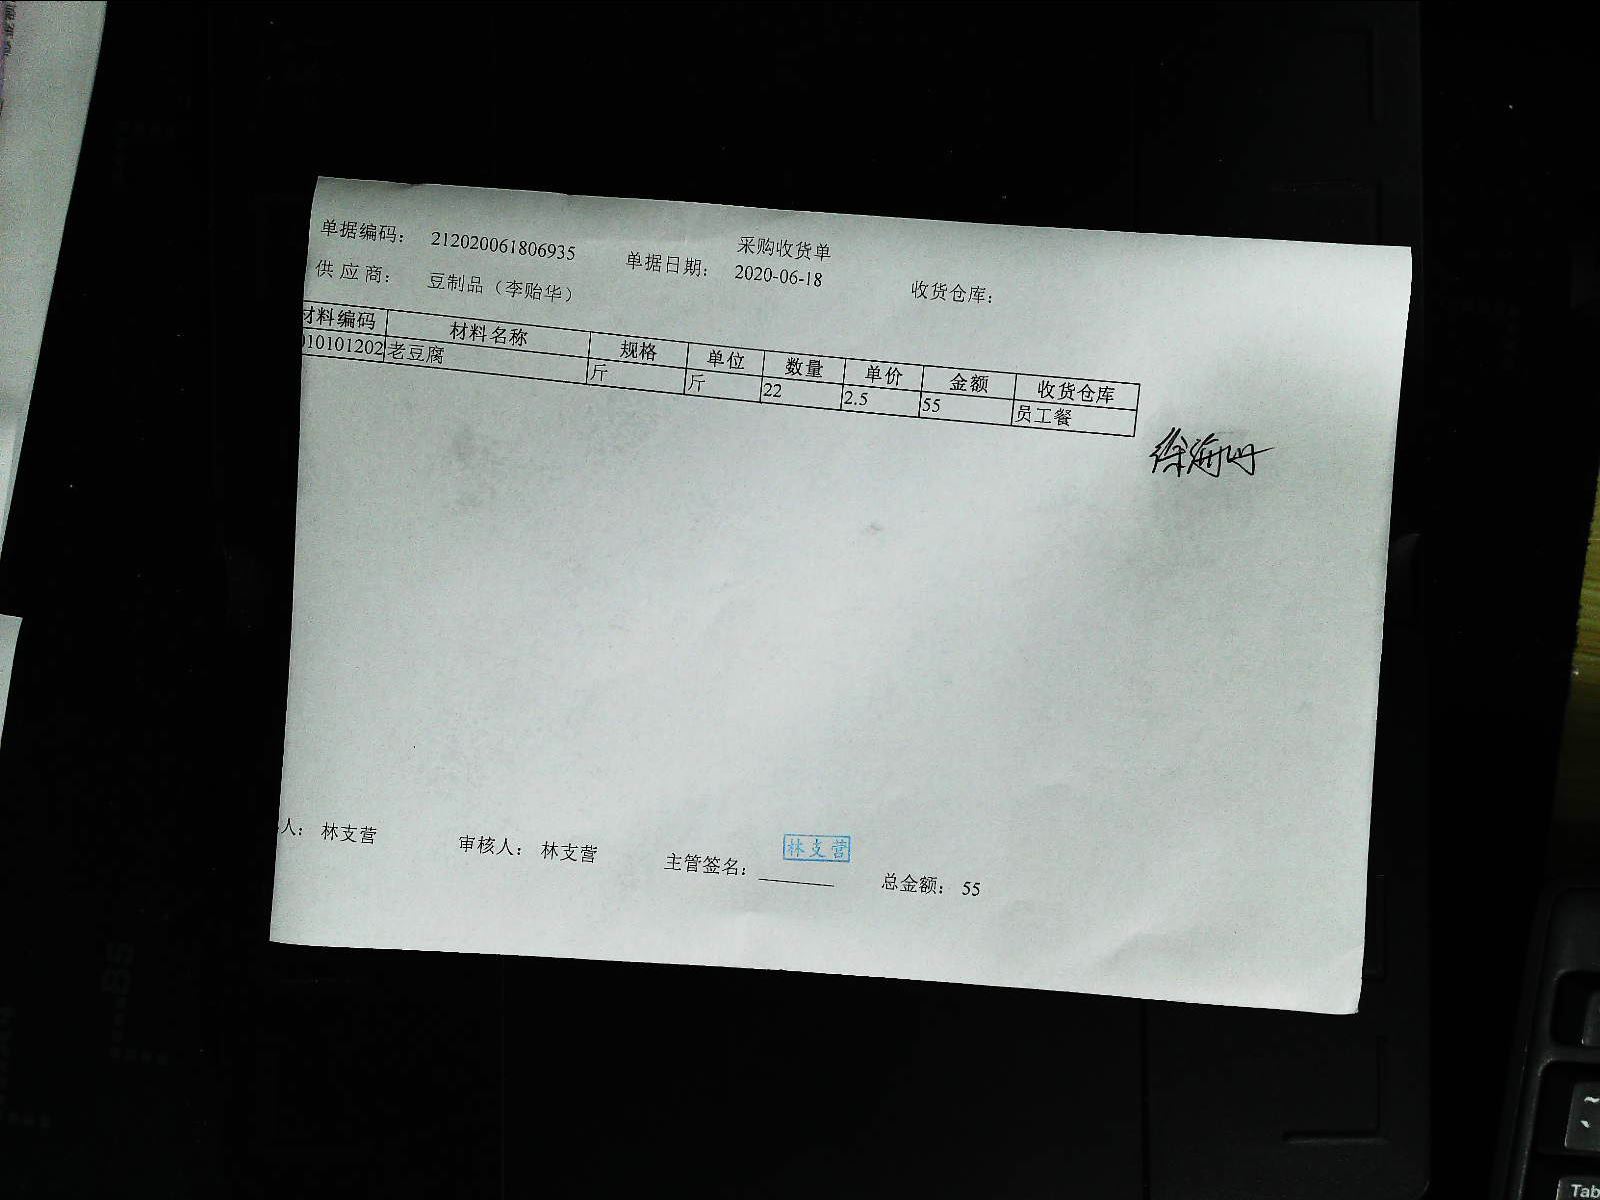 采购收货单
单据编码： 212020061806935 单据日期： 2020-06-18 收货仓库：
供 应 商： 豆制品（李贻华）
材料编码 材料名称 规格 单位 数量 单价 金额 收货仓库
010101202 老豆腐 斤 斤 22 2.5 55 员工餐
人： 林支营 审核人： 林支营 主管签名： 总金额： 55
林支营
Tab